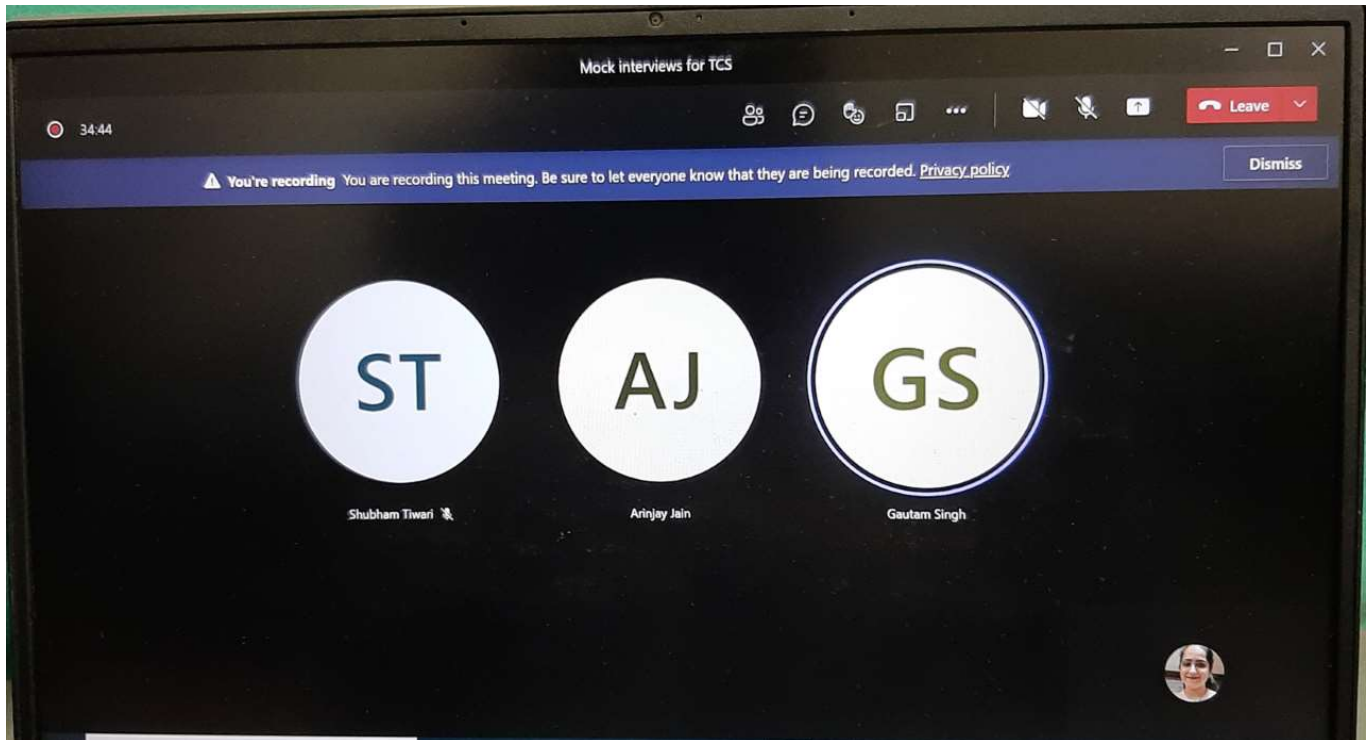 Mock interviews for TCS
34:44
Leave
You're recording You are recording this meeting. Be sure to let everyone know that they are being recorded. Privacy policy
Dismiss
ST
AJ
GS
Shubham Tiwari
Arinjay Jain
Gautam Singh